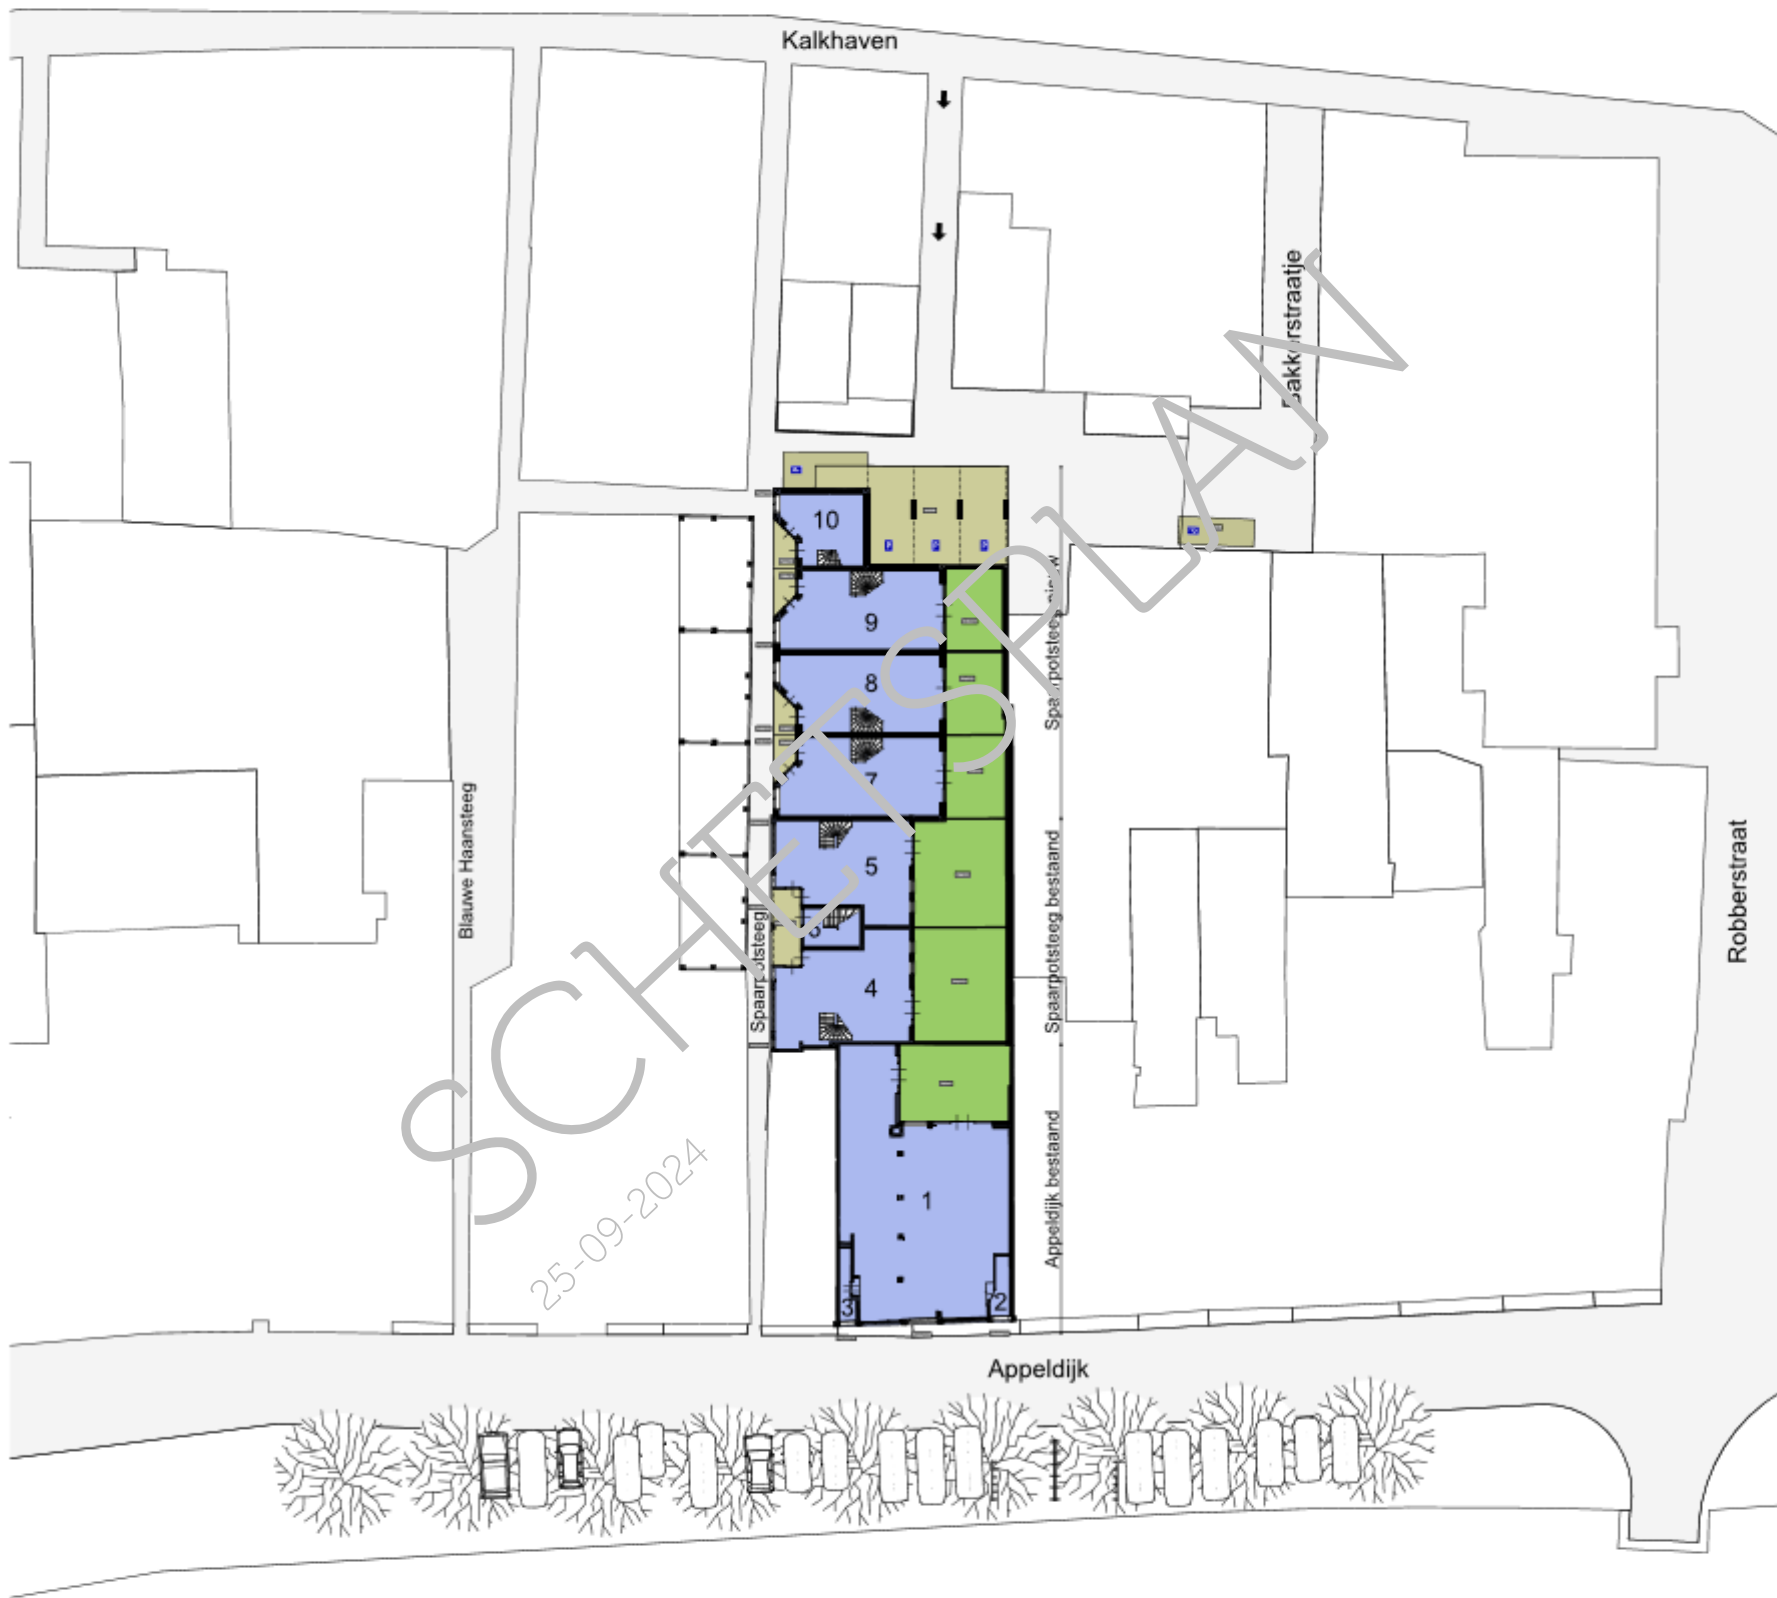 Kalkhaven
Bakkerstraatje
10
9
8
7
5
6
4
1
3
2
Spaarpotsteeg nieuw
Spaarpotsteeg bestaand
Appeldijk bestaand
Blauwe Haansteeg
Spaarpotsteeg
Robberstraat
Appeldijk
SCHETSPLAN
25-09-2024